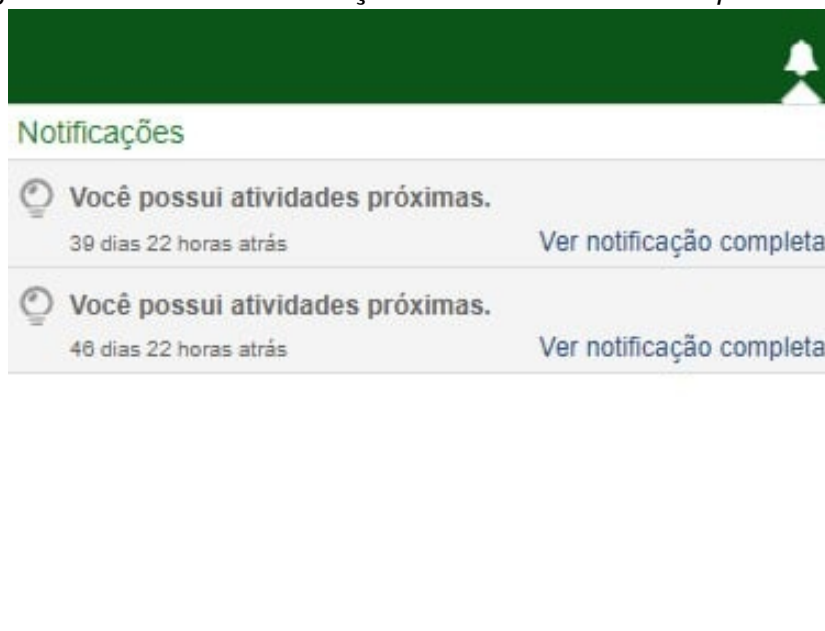 Notificações
Você possui atividades próximas.
39 dias 22 horas atrás Ver notificação completa
Você possui atividades próximas.
46 dias 22 horas atrás Ver notificação completa